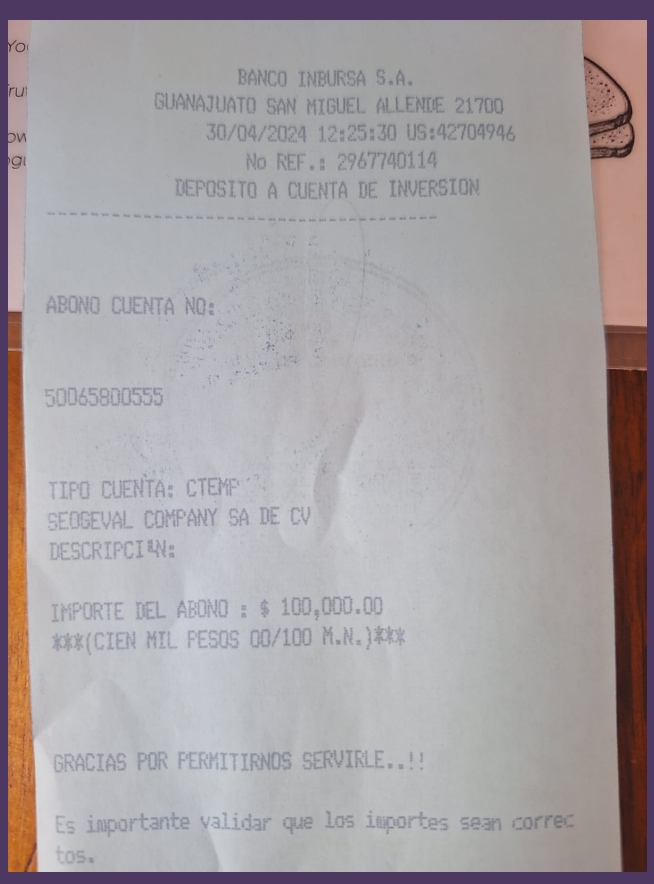 BANCO INBURSA S.A.
GUANAJUATO SAN MIGUEL ALLENDE 21700
30/04/2024 12:25:30 US:42704946
No REF.: 2967740114
DEPOSITO A CUENTA DE INVERSION
------------------------------------
ABONO CUENTA NO:
50065800555
TIPO CUENTA: CTEMP
SEOGEVAL COMPANY SA DE CV
IMPORTE DEL ABONO : $ 100,000.00
***(CIEN MIL PESOS 00/100 M.N.)***
GRACIAS POR PERMITIRNOS SERVIRLE..!!
Es importante validar que los importes sean correc
tos.